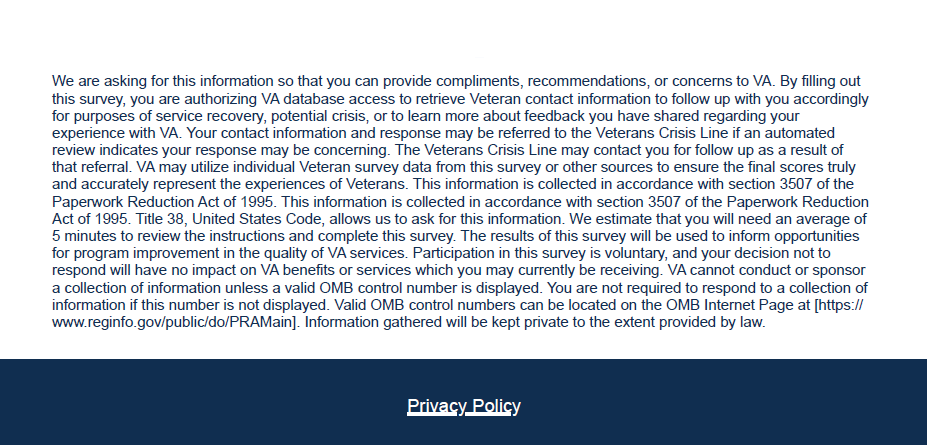 We are asking for this information so that you can provide compliments, recommendations, or concerns to VA. By filling out
this survey, you are authorizing VA database access to retrieve Veteran contact information to follow up with you accordingly
for purposes of service recovery, potential crisis, or to learn more about feedback you have shared regarding your
experience with VA. Your contact information and response may be referred to the Veterans Crisis Line if an automated
review indicates your response may be concerning. The Veterans Crisis Line may contact you for follow up as a result of
that referral. VA may utilize individual Veteran survey data from this survey or other sources to ensure the final scores truly
and accurately represent the experiences of Veterans. This information is collected in accordance with section 3507 of the
Paperwork Reduction Act of 1995. This information is collected in accordance with section 3507 of the Paperwork Reduction
Act of 1995. Title 38, United States Code, allows us to ask for this information. We estimate that you will need an average of
5 minutes to review the instructions and complete this survey. The results of this survey will be used to inform opportunities
for program improvement in the quality of VA services. Participation in this survey is voluntary, and your decision not to
respond will have no impact on VA benefits or services which you may currently be receiving. VA cannot conduct or sponsor
a collection of information unless a valid OMB control number is displayed. You are not required to respond to a collection of
information if this number is not displayed. Valid OMB control numbers can be located on the OMB Internet Page at [https://
www.reginfo.gov/public/do/PRAMain]. Information gathered will be kept private to the extent provided by law.
Privacy Policy